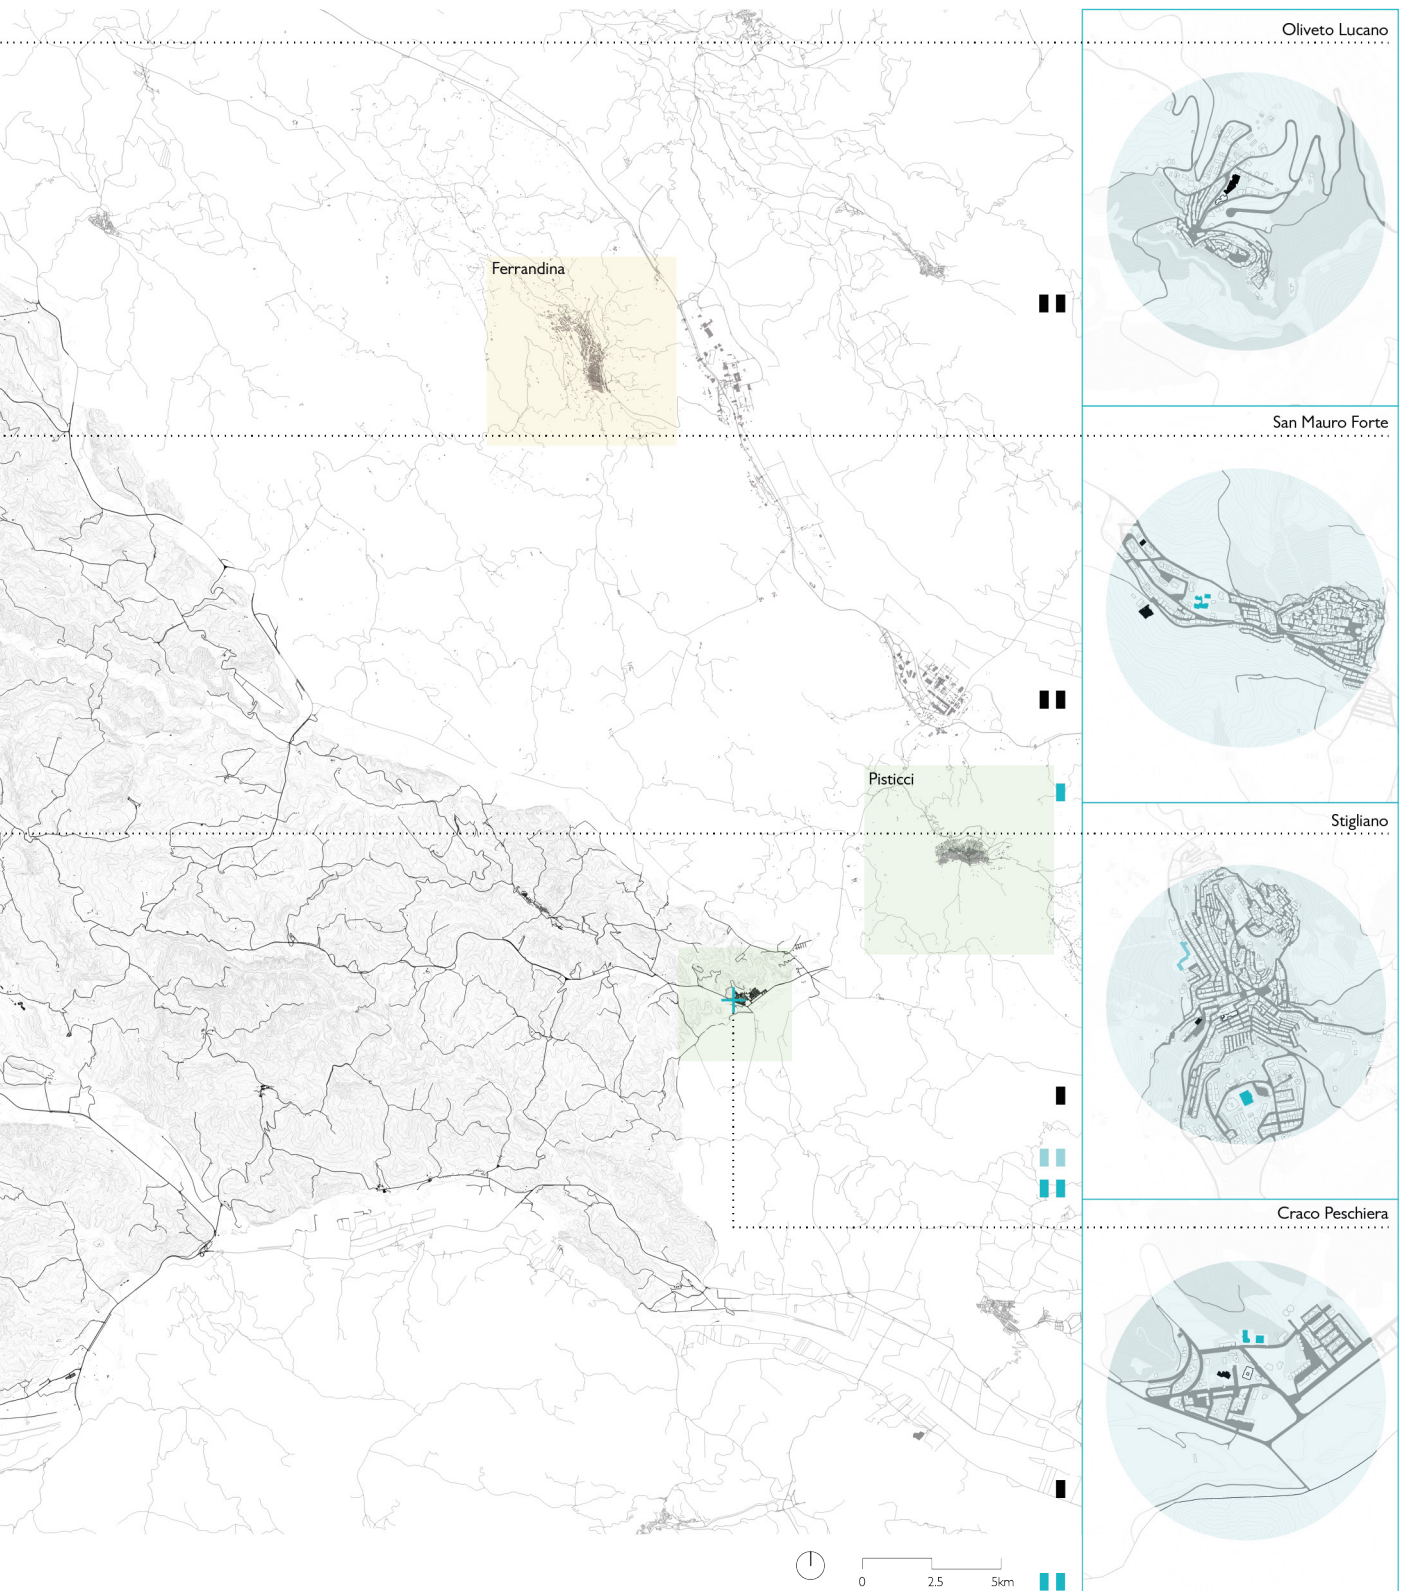 Oliveto Lucano
Ferrandina
San Mauro Forte
Pisticci
Stigliano
Craco Peschiera
0 2.5 5km